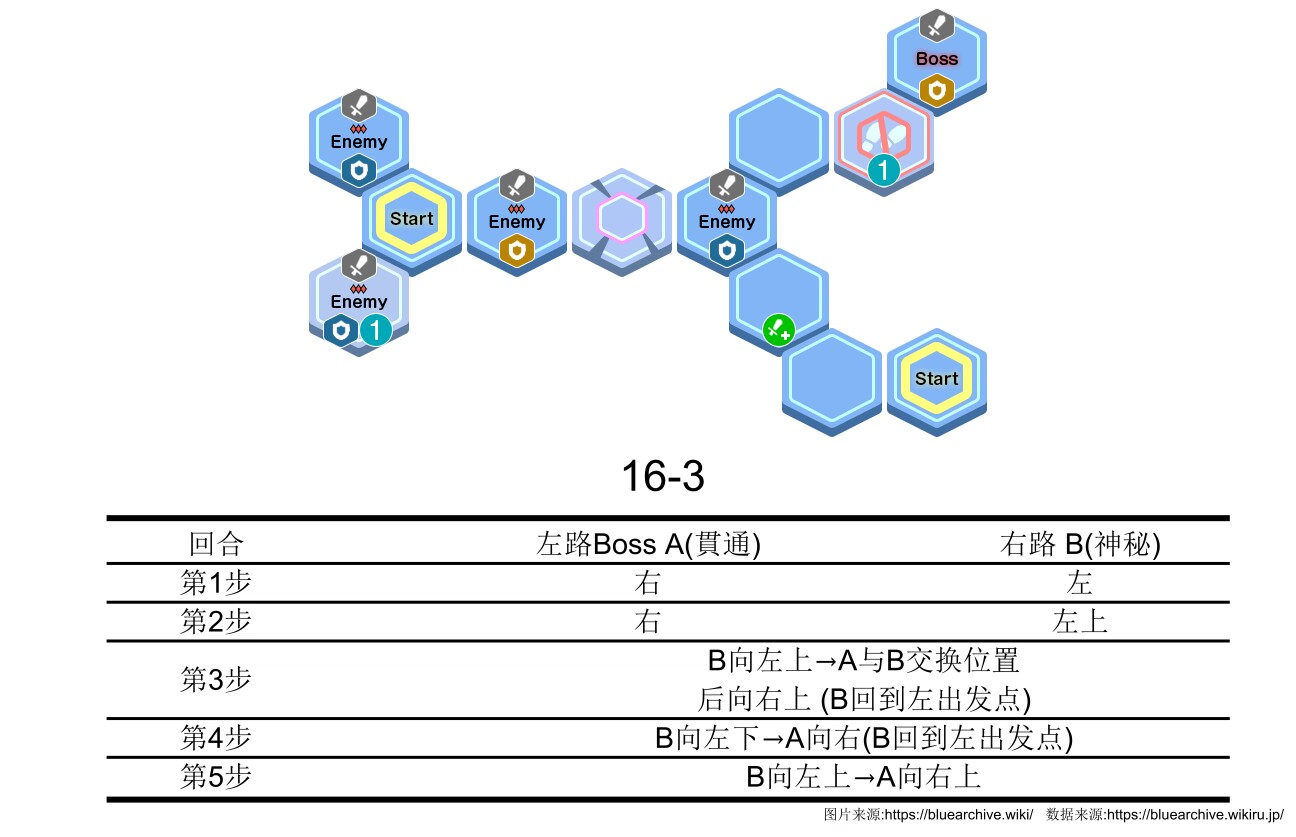 Boss
Enemy
1
Start
Enemy
Enemy
Enemy
1
Start
16-3
回合 左路Boss A(貫通) 右路 B(神秘)
第1步 右 左
第2步 右 左上
第3步 B向左上→A与B交换位置
后向右上 (B回到左出发点)
第4步 B向左下→A向右(B回到左出发点)
第5步 B向左上→A向右上
图片来源:https://bluearchive.wiki/ 数据来源:https://bluearchive.wikiru.jp/